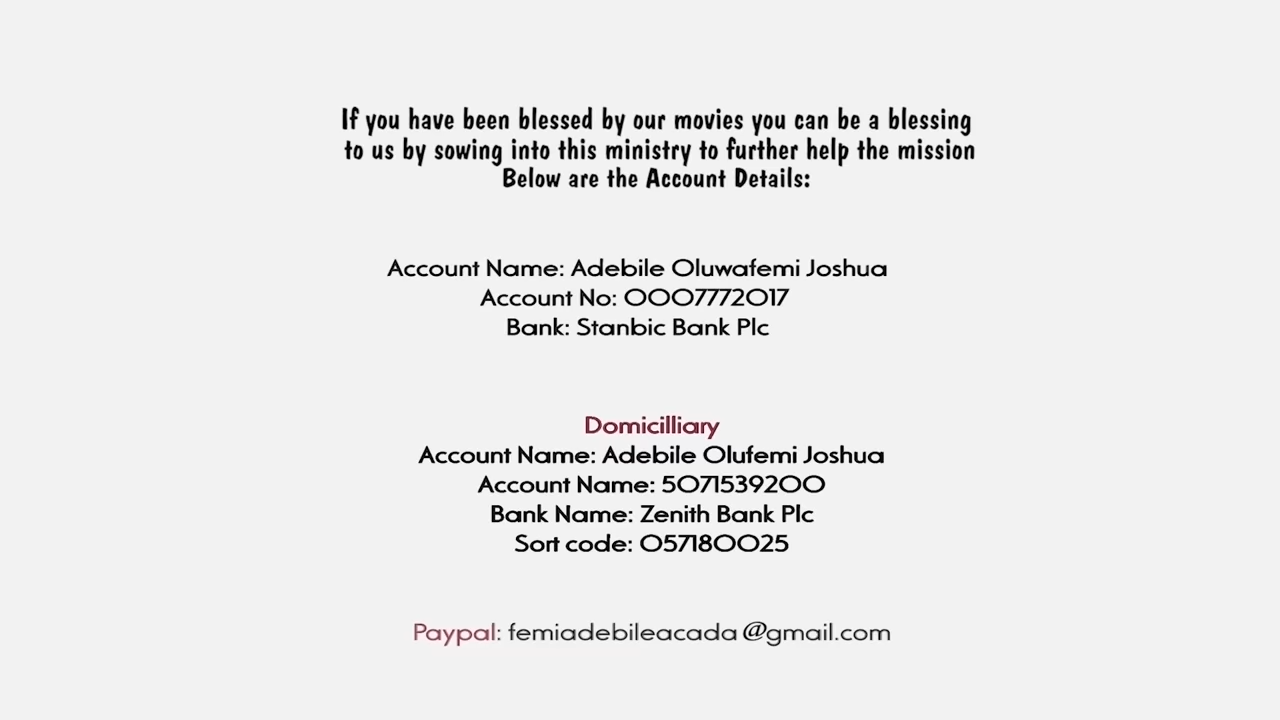 If you have been blessed by our movies you can be a blessing
to us by sowing into this ministry to further help the mission
Below are the Account Details:
Account Name: Adebile Oluwafemi Joshua
Account No: 0007772017
Bank: Stanbic Bank Plc
Domicilliary
Account Name: Adebile Olufemi Joshua
Account Name: 5071539200
Bank Name: Zenith Bank Plc
Sort code: 057180025
Paypal: femiadebileacada@gmail.com